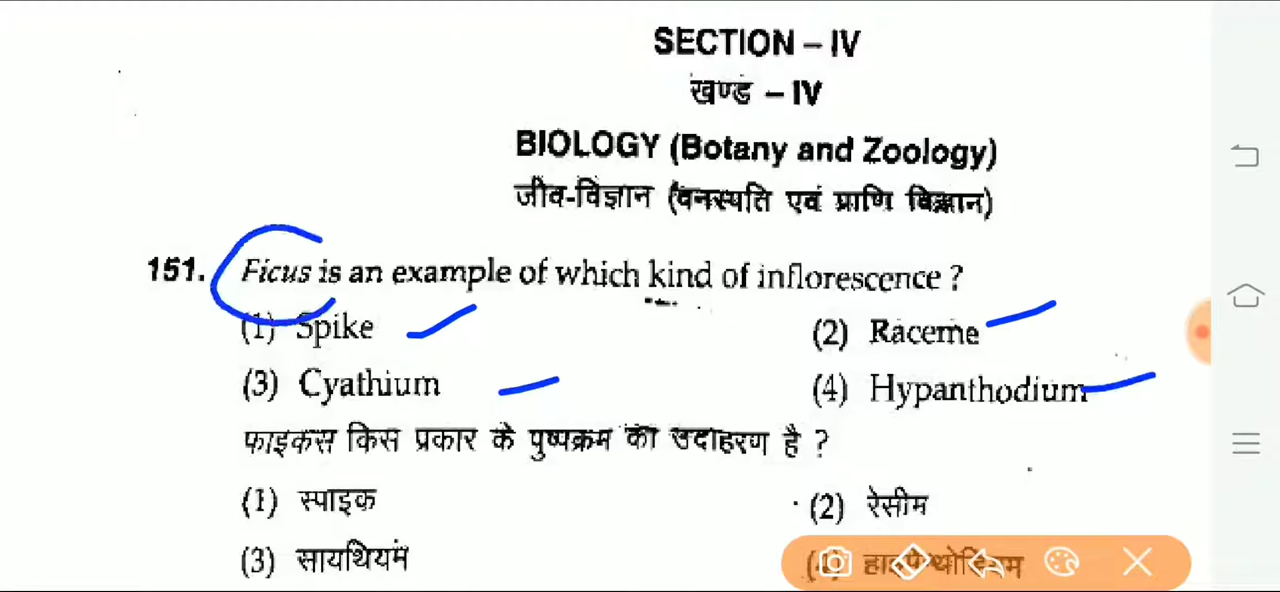 SECTION – IV
खण्ड – IV
BIOLOGY (Botany and Zoology)
जीव-विज्ञान (वनस्पति एवं प्राणि विज्ञान)
151. Ficus is an example of which kind of inflorescence ?
(1) Spike (2) Raceme
(3) Cyathium (4) Hypanthodium
फाइकस किस प्रकार के पुष्पक्रम का उदाहरण है ?
(1) स्पाइक (2) रेसीम
(3) सायथियम (4)